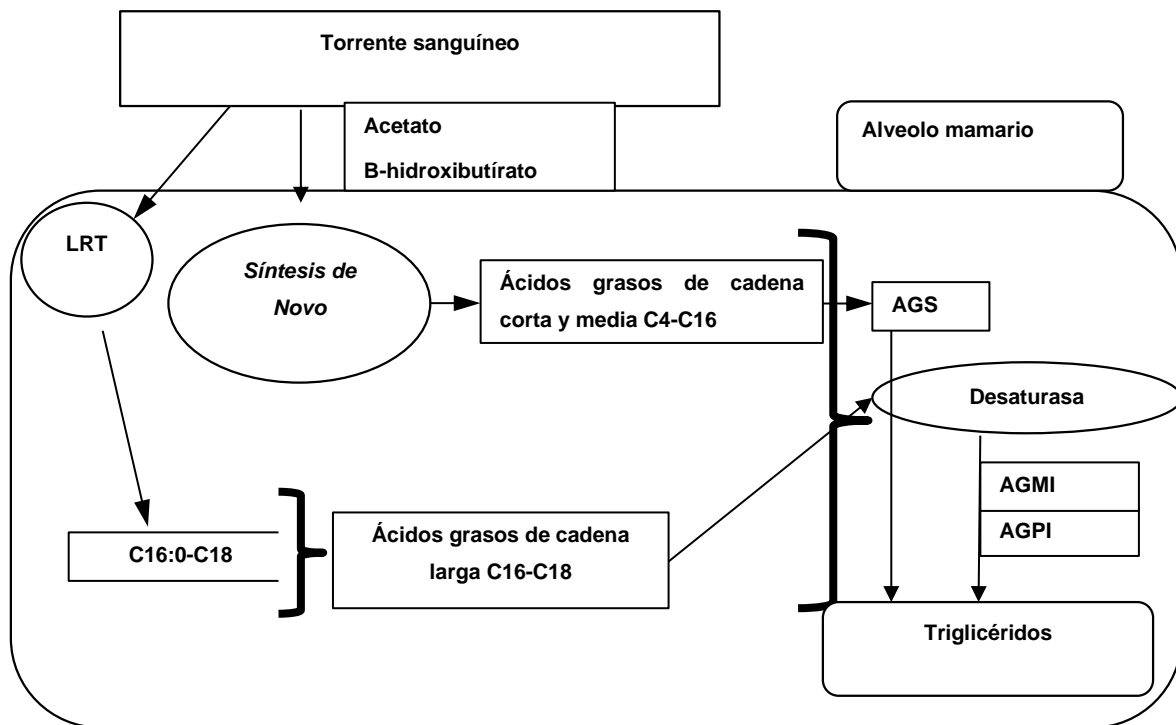 Torrente sanguíneo
Acetato
B-hidroxibutírato
Alveolo mamario
LRT
Síntesis de
Novo
Ácidos grasos de cadena
corta y media C4-C16
AGS
Desaturasa
AGMI
AGPI
C16:0-C18
Ácidos grasos de cadena
larga C16-C18
Triglicéridos